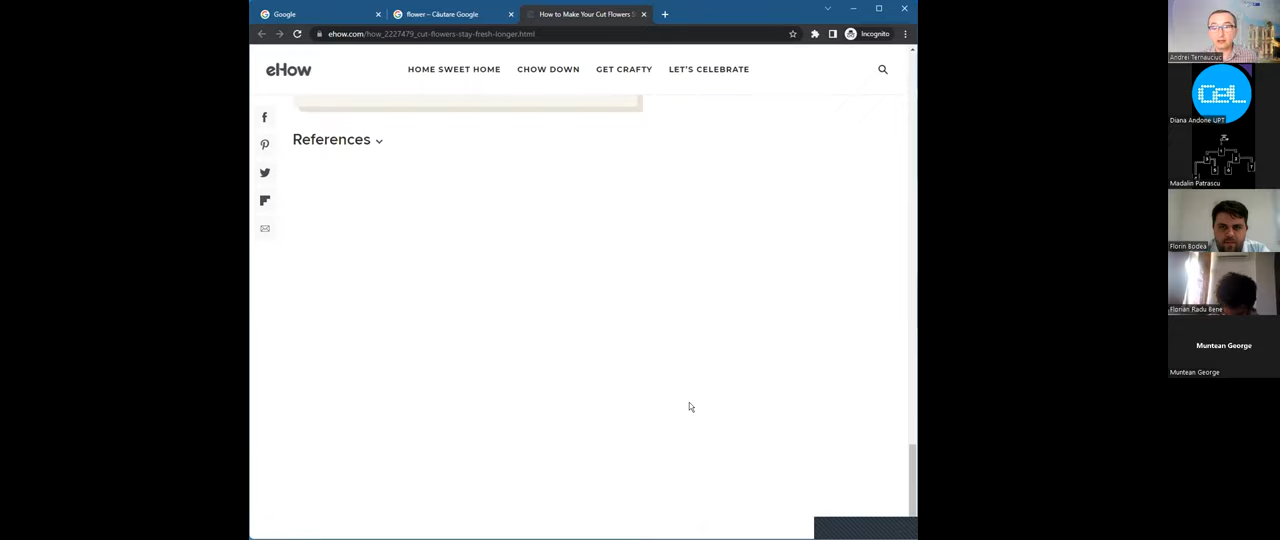 Google
flower – Căutare Google
How to Make Your Cut Flowers S
ehow.com/how_2227479_cut-flowers-stay-fresh-longer.html
Incognito
eHow
HOME SWEET HOME
CHOW DOWN
GET CRAFTY
LET'S CELEBRATE
References
Andrei Ternauciuc
CeL
Diana Andone UPT
Madalin Patrascu
Florin Bodea
Florian Radu Bene
Muntean George
Muntean George